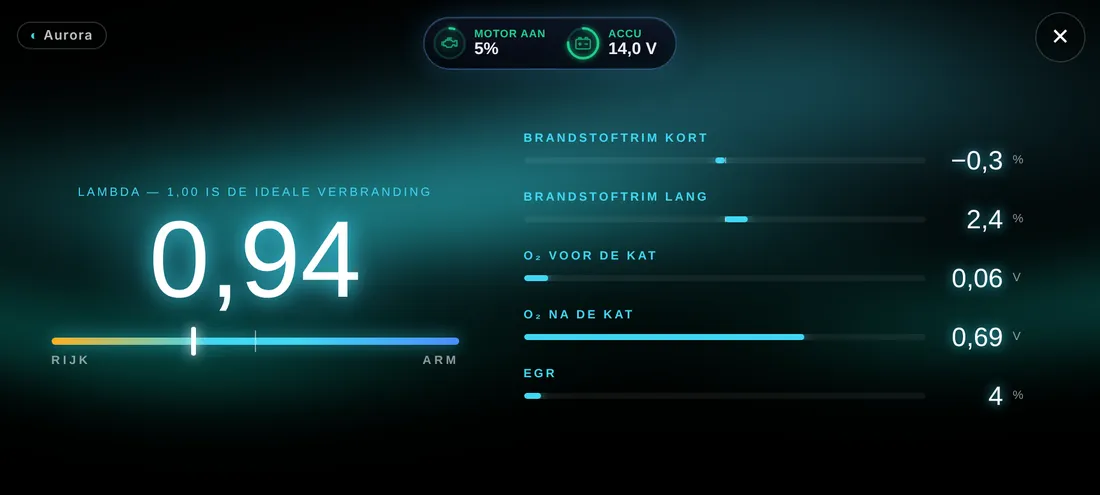 Aurora
MOTOR AAN
5%
ACCU
14,0 V
LAMBDA — 1,00 IS DE IDEALE VERBRANDING
0,94
RIJK
ARM
BRANDSTOFTRIM KORT
−0,3 %
BRANDSTOFTRIM LANG
2,4 %
O₂ VOOR DE KAT
0,06 V
O₂ NA DE KAT
0,69 V
EGR
4 %